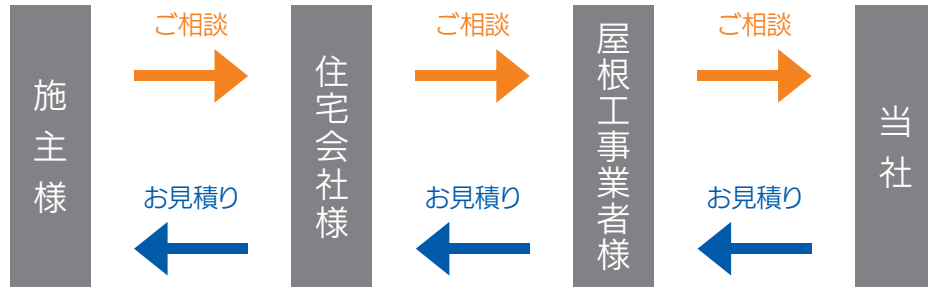 施主様
ご相談
お見積り
住宅会社様
ご相談
お見積り
屋根工事業者様
ご相談
お見積り
当社